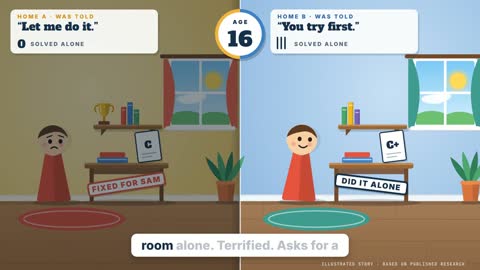 HOME A · WAS TOLD
“Let me do it.”
0 SOLVED ALONE
AGE
16
HOME B · WAS TOLD
“You try first.”
SOLVED ALONE
C
FIXED FOR SAM
C+
DID IT ALONE
room alone. Terrified. Asks for a
ILLUSTRATED STORY · BASED ON PUBLISHED RESEARCH